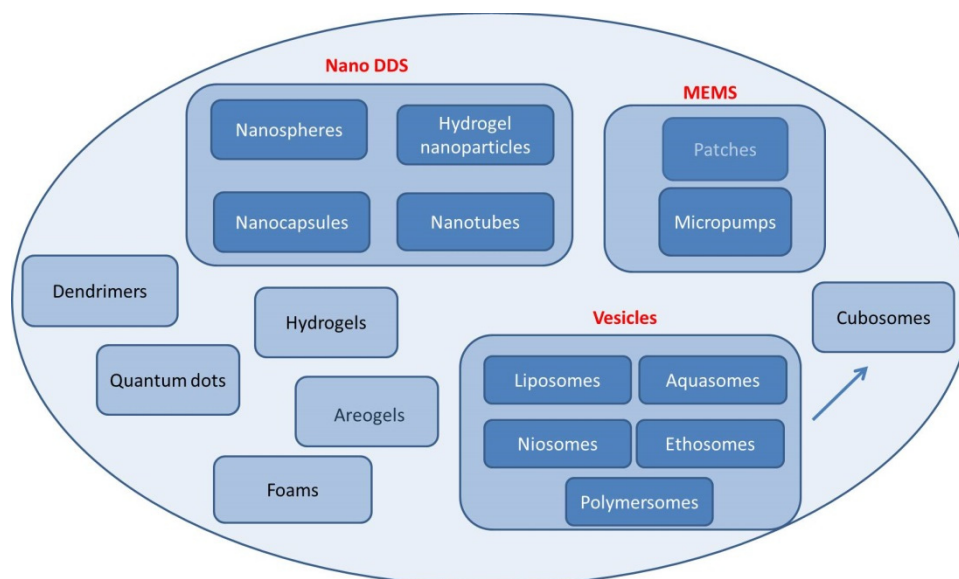 Nano DDS
Nanospheres
Hydrogel
nanoparticles
Nanocapsules
Nanotubes
MEMS
Patches
Micropumps
Dendrimers
Hydrogels
Quantum dots
Areogels
Foams
Vesicles
Liposomes
Aquasomes
Niosomes
Ethosomes
Polymersomes
Cubosomes